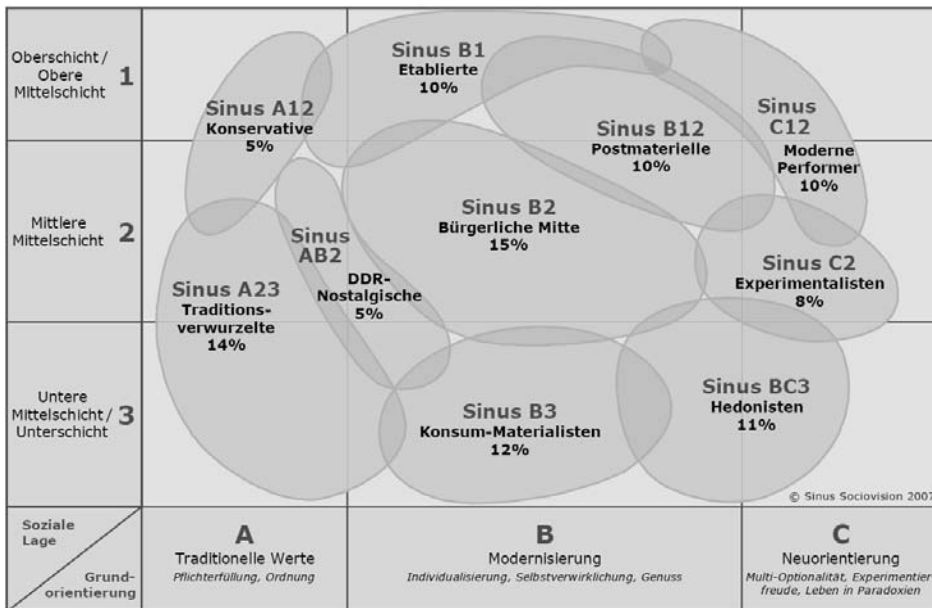 Oberschicht /
Obere
Mittelschicht
1
Sinus B1
Etablierte
10%
Sinus A12
Konservative
5%
Sinus B12
Postmaterielle
10%
Sinus
C12
Moderne
Performer
10%
Mittlere
Mittelschicht
2
Sinus
AB2
DDR-
Nostalgische
5%
Sinus B2
Bürgerliche Mitte
15%
Sinus C2
Experimentalisten
8%
Sinus A23
Traditions-
verwurzelte
14%
Untere
Mittelschicht /
Unterschicht
3
Sinus B3
Konsum-Materialisten
12%
Sinus BC3
Hedonisten
11%
© Sinus Sociovision 2007
Soziale
Lage
Grund-
orientierung
A
Traditionelle Werte
Pflichterfüllung, Ordnung
B
Modernisierung
Individualisierung, Selbstverwirklichung, Genuss
C
Neuorientierung
Multi-Optionalität, Experimentier-
freude, Leben in Paradoxien